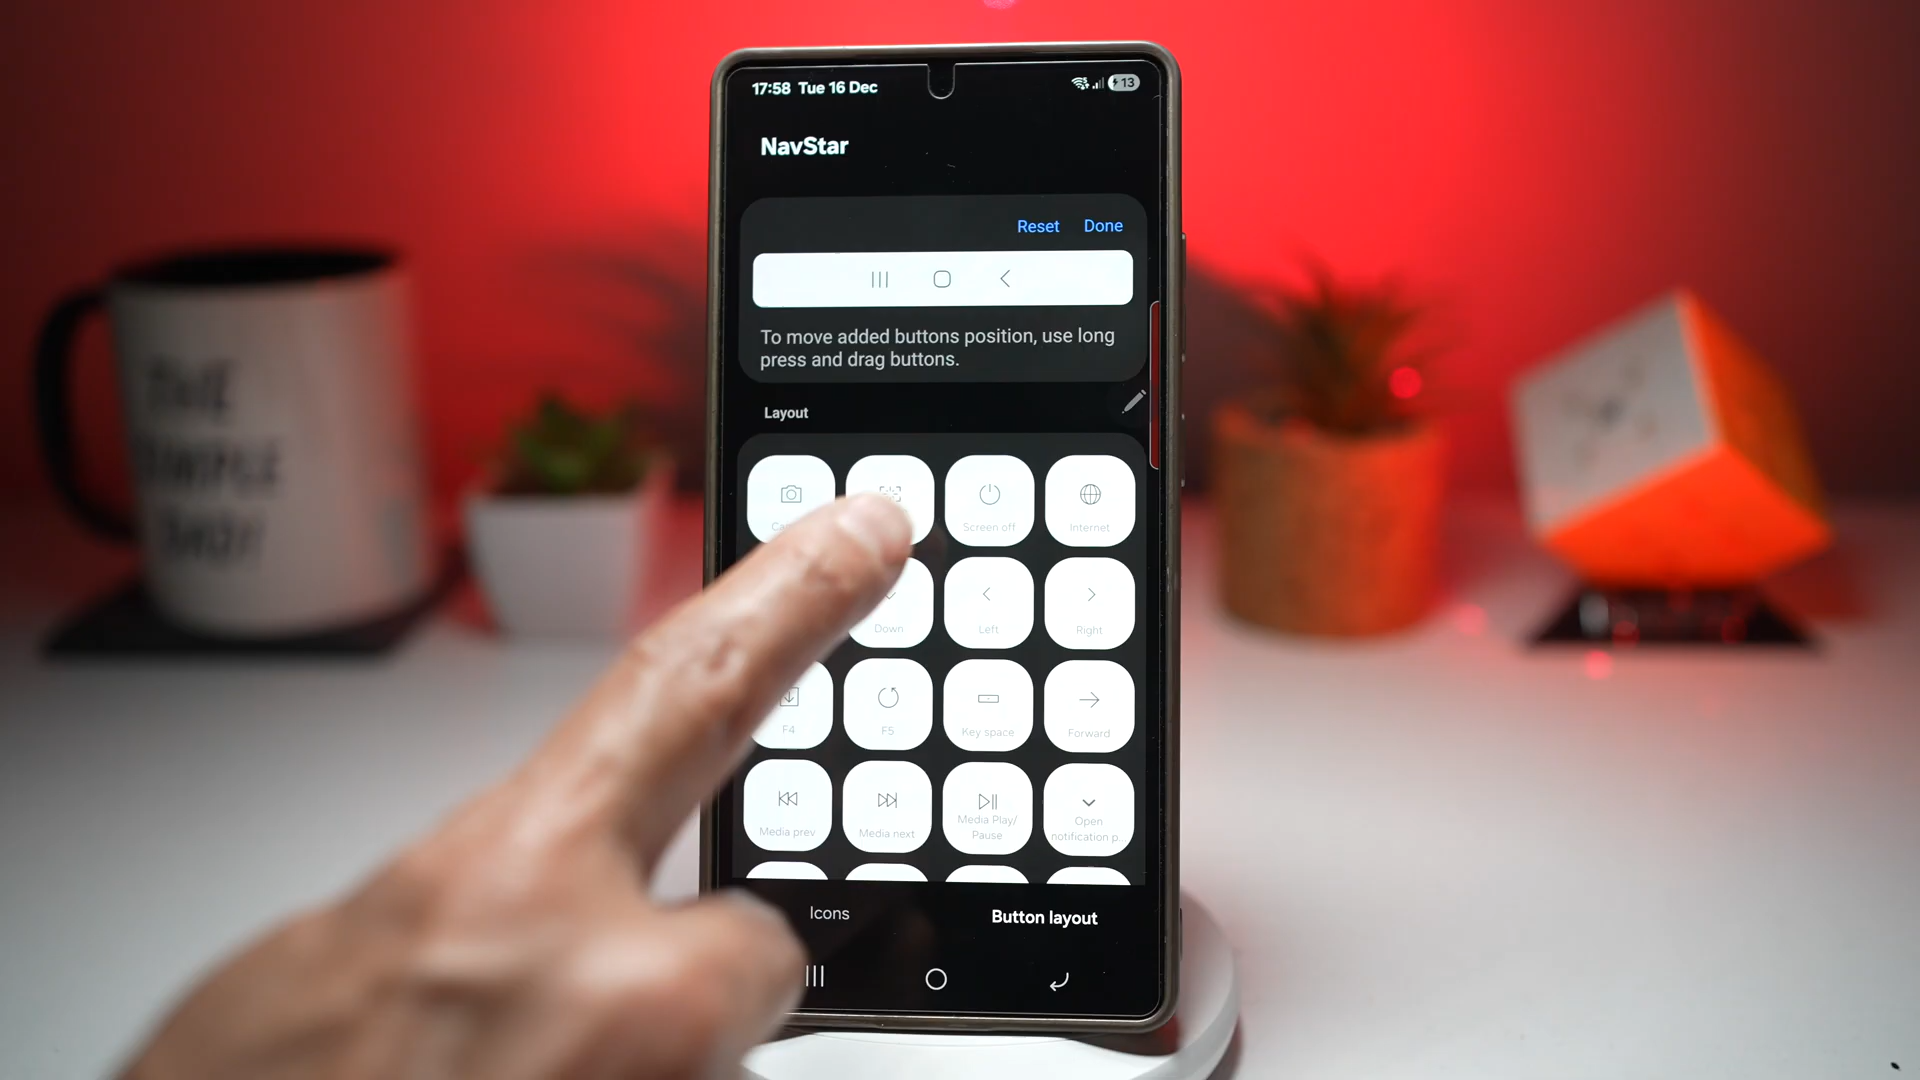 17:58 Tue 16 Dec
13
NavStar
Reset Done
To move added buttons position, use long
press and drag buttons.
Layout
Screen off
Internet
Down
Left
Right
F4
F5
Key space
Forward
Media prev
Media next
Media Play/
Pause
Open
notification p...
Icons
Button layout